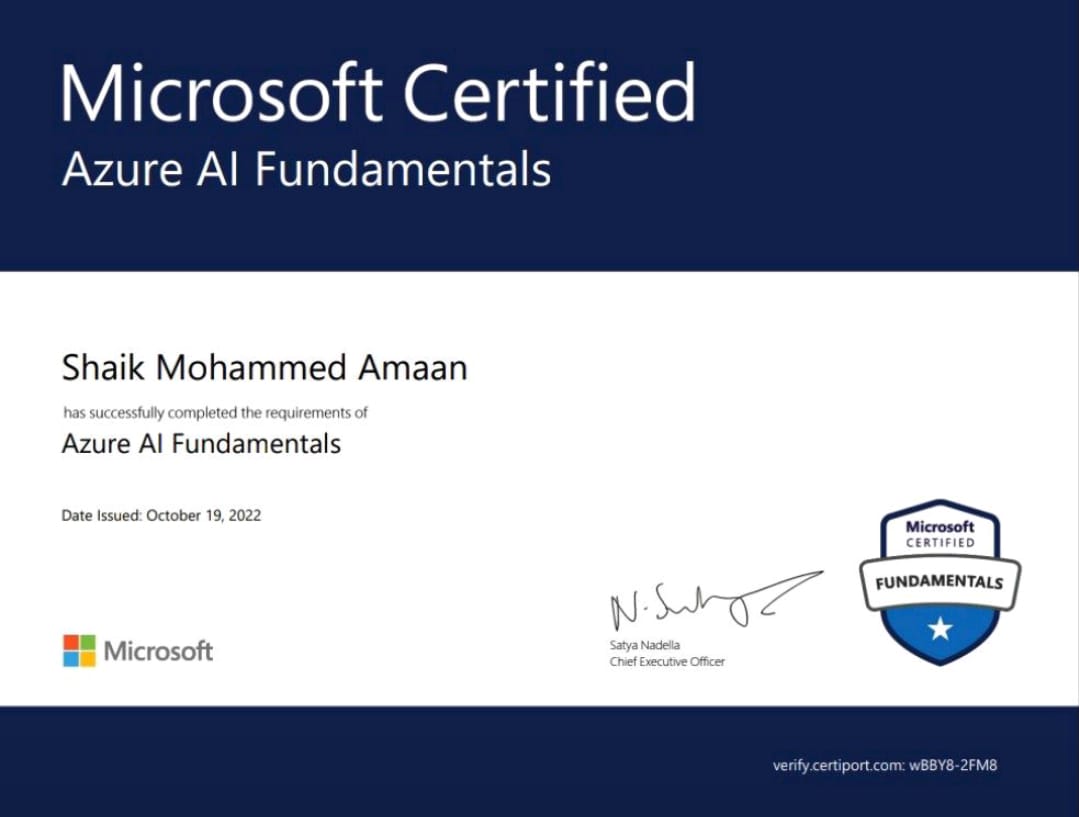 Microsoft Certified
Azure AI Fundamentals
Shaik Mohammed Amaan
has successfully completed the requirements of
Azure AI Fundamentals
Date Issued: October 19, 2022
Microsoft
CERTIFIED
FUNDAMENTALS
N. Satya
Satya Nadella
Chief Executive Officer
Microsoft
verify.certiport.com: wBBY8-2FM8